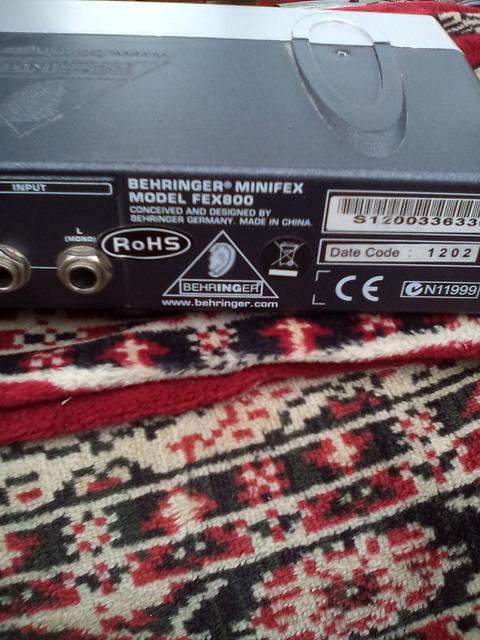 INPUT
L
(MONO)
BEHRINGER® MINIFEX
MODEL FEX800
CONCEIVED AND DESIGNED BY
BEHRINGER GERMANY. MADE IN CHINA.
RoHS
BEHRINGER
www.behringer.com
S120033633
Date Code : 1202
CE
N11999